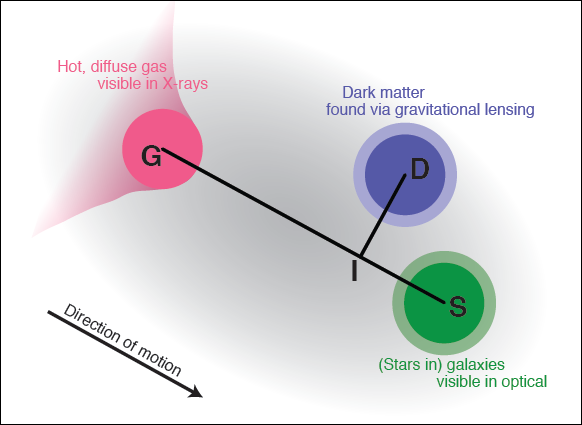 Hot, diffuse gas
visible in X-rays
Dark matter
found via gravitational lensing
G
D
I
S
Direction of motion
(Stars in) galaxies
visible in optical